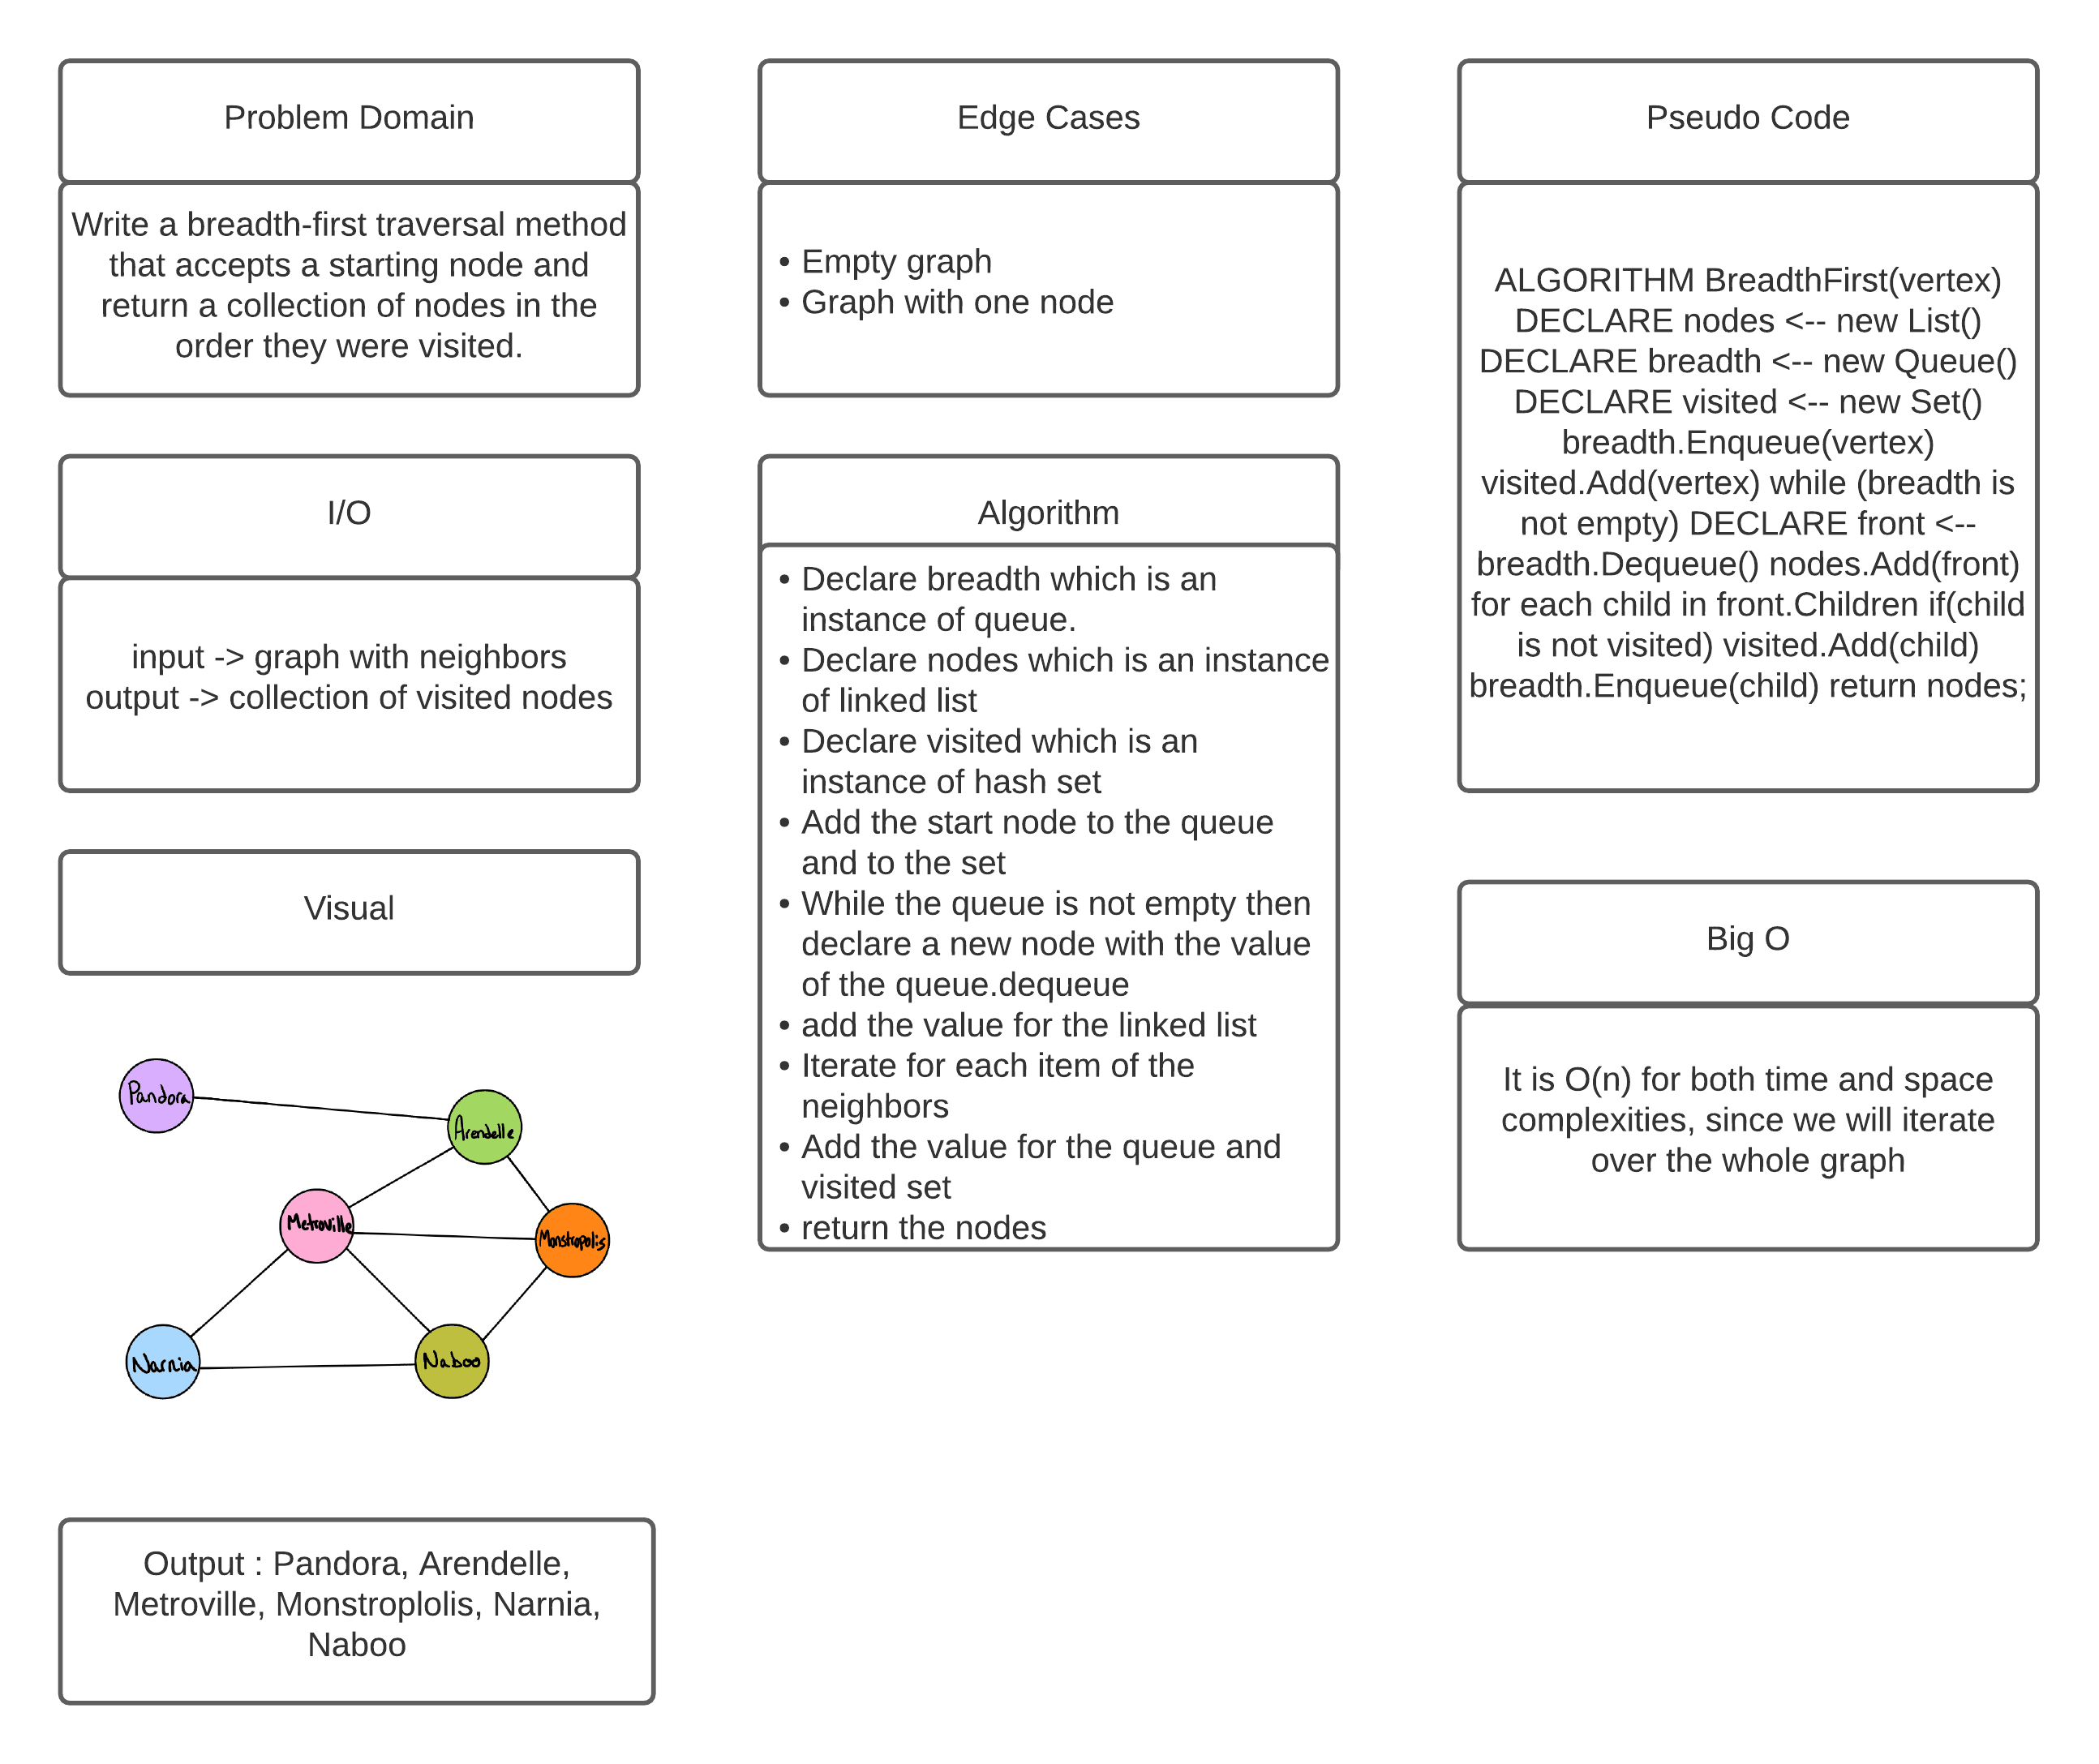 Problem Domain
Write a breadth-first traversal method
that accepts a starting node and
return a collection of nodes in the
order they were visited.
I/O
input -> graph with neighbors
output -> collection of visited nodes
Visual
Pandora
Arendelle
Metroville
Monstropolis
Narnia
Naboo
Output : Pandora, Arendelle,
Metroville, Monstroplolis, Narnia,
Naboo
Edge Cases
• Empty graph
• Graph with one node
Algorithm
• Declare breadth which is an
instance of queue.
• Declare nodes which is an instance
of linked list
• Declare visited which is an
instance of hash set
• Add the start node to the queue
and to the set
• While the queue is not empty then
declare a new node with the value
of the queue.dequeue
• add the value for the linked list
• Iterate for each item of the
neighbors
• Add the value for the queue and
visited set
• return the nodes
Pseudo Code
ALGORITHM BreadthFirst(vertex)
DECLARE nodes <-- new List()
DECLARE breadth <-- new Queue()
DECLARE visited <-- new Set()
breadth.Enqueue(vertex)
visited.Add(vertex) while (breadth is
not empty) DECLARE front <--
breadth.Dequeue() nodes.Add(front)
for each child in front.Children if(child
is not visited) visited.Add(child)
breadth.Enqueue(child) return nodes;
Big O
It is O(n) for both time and space
complexities, since we will iterate
over the whole graph